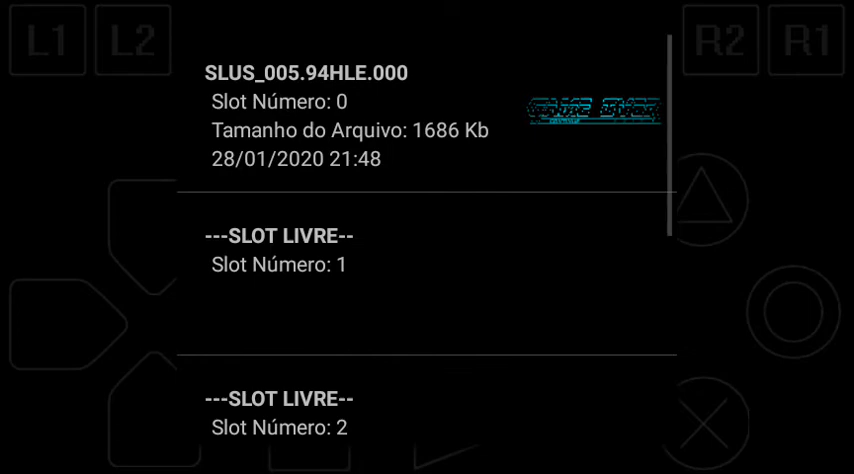 L1 L2 R2 R1
SLUS_005.94HLE.000
Slot Número: 0
Tamanho do Arquivo: 1686 Kb
28/01/2020 21:48
---SLOT LIVRE--
Slot Número: 1
---SLOT LIVRE--
Slot Número: 2